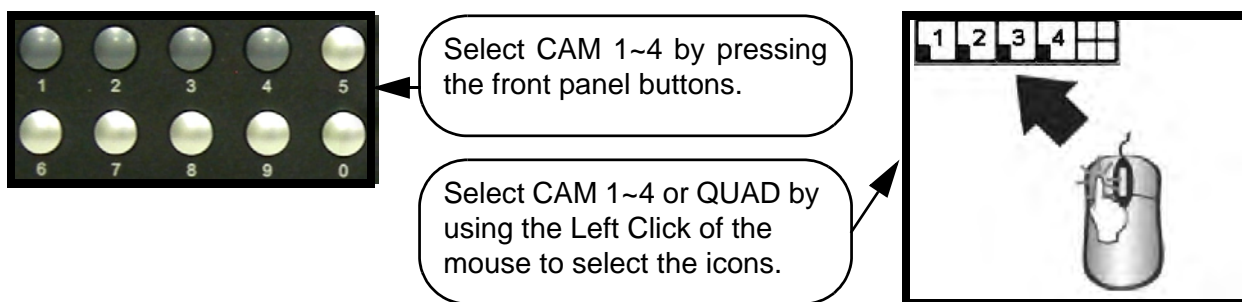 1 2 3 4 5
6 7 8 9 0
Select CAM 1~4 by pressing
the front panel buttons.
Select CAM 1~4 or QUAD by
using the Left Click of the
mouse to select the icons.
1 2 3 4